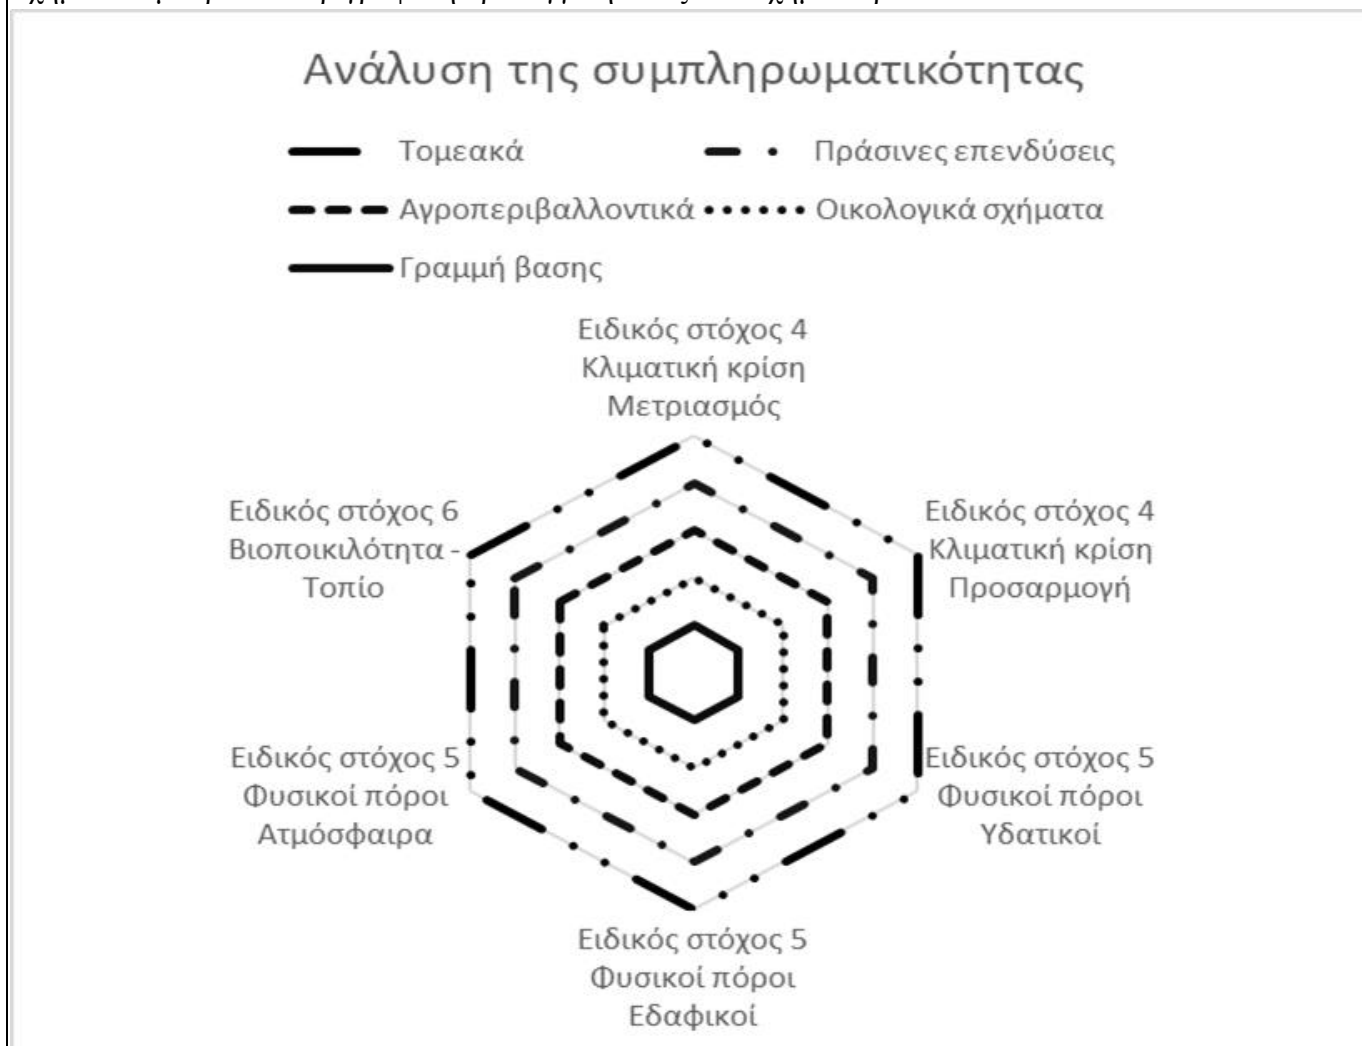 Ανάλυση της συμπληρωματικότητας
Τομεακά
Πράσινες επενδύσεις
Αγροπεριβαλλοντικά
Οικολογικά σχήματα
Γραμμή βασης
Ειδικός στόχος 4
Κλιματική κρίση
Μετριασμός
Ειδικός στόχος 6
Βιοποικιλότητα -
Τοπίο
Ειδικός στόχος 4
Κλιματική κρίση
Προσαρμογή
Ειδικός στόχος 5
Φυσικοί πόροι
Ατμόσφαιρα
Ειδικός στόχος 5
Φυσικοί πόροι
Υδατικοί
Ειδικός στόχος 5
Φυσικοί πόροι
Εδαφικοί